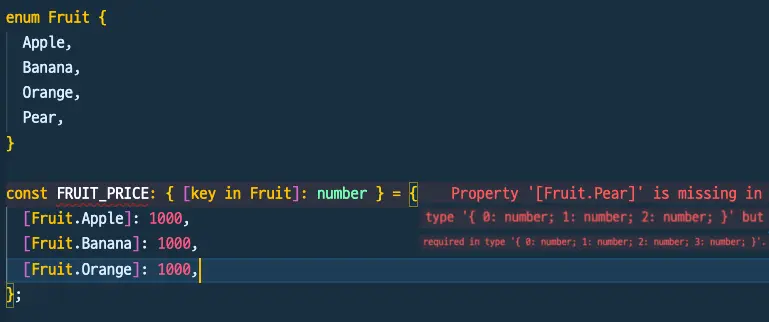 enum Fruit {
Apple,
Banana,
Orange,
Pear,
}
const FRUIT_PRICE: { [key in Fruit]: number } = { Property '[Fruit.Pear]' is missing in
type '{ 0: number; 1: number; 2: number; }' but
required in type '{ 0: number; 1: number; 2: number; 3: number; }'.
[Fruit.Apple]: 1000,
[Fruit.Banana]: 1000,
[Fruit.Orange]: 1000,
};